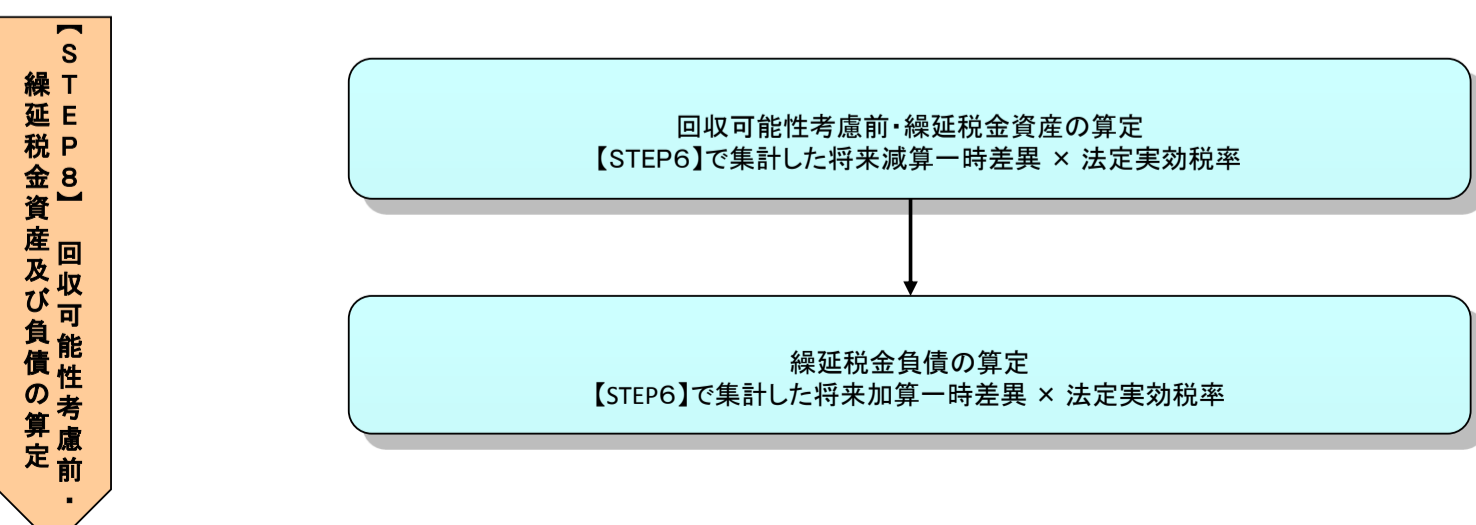 【STEP8】 回収可能性考慮前・
繰延税金資産及び負債の算定
回収可能性考慮前・繰延税金資産の算定
【STEP6】で集計した将来減算一時差異 × 法定実効税率
繰延税金負債の算定
【STEP6】で集計した将来加算一時差異 × 法定実効税率